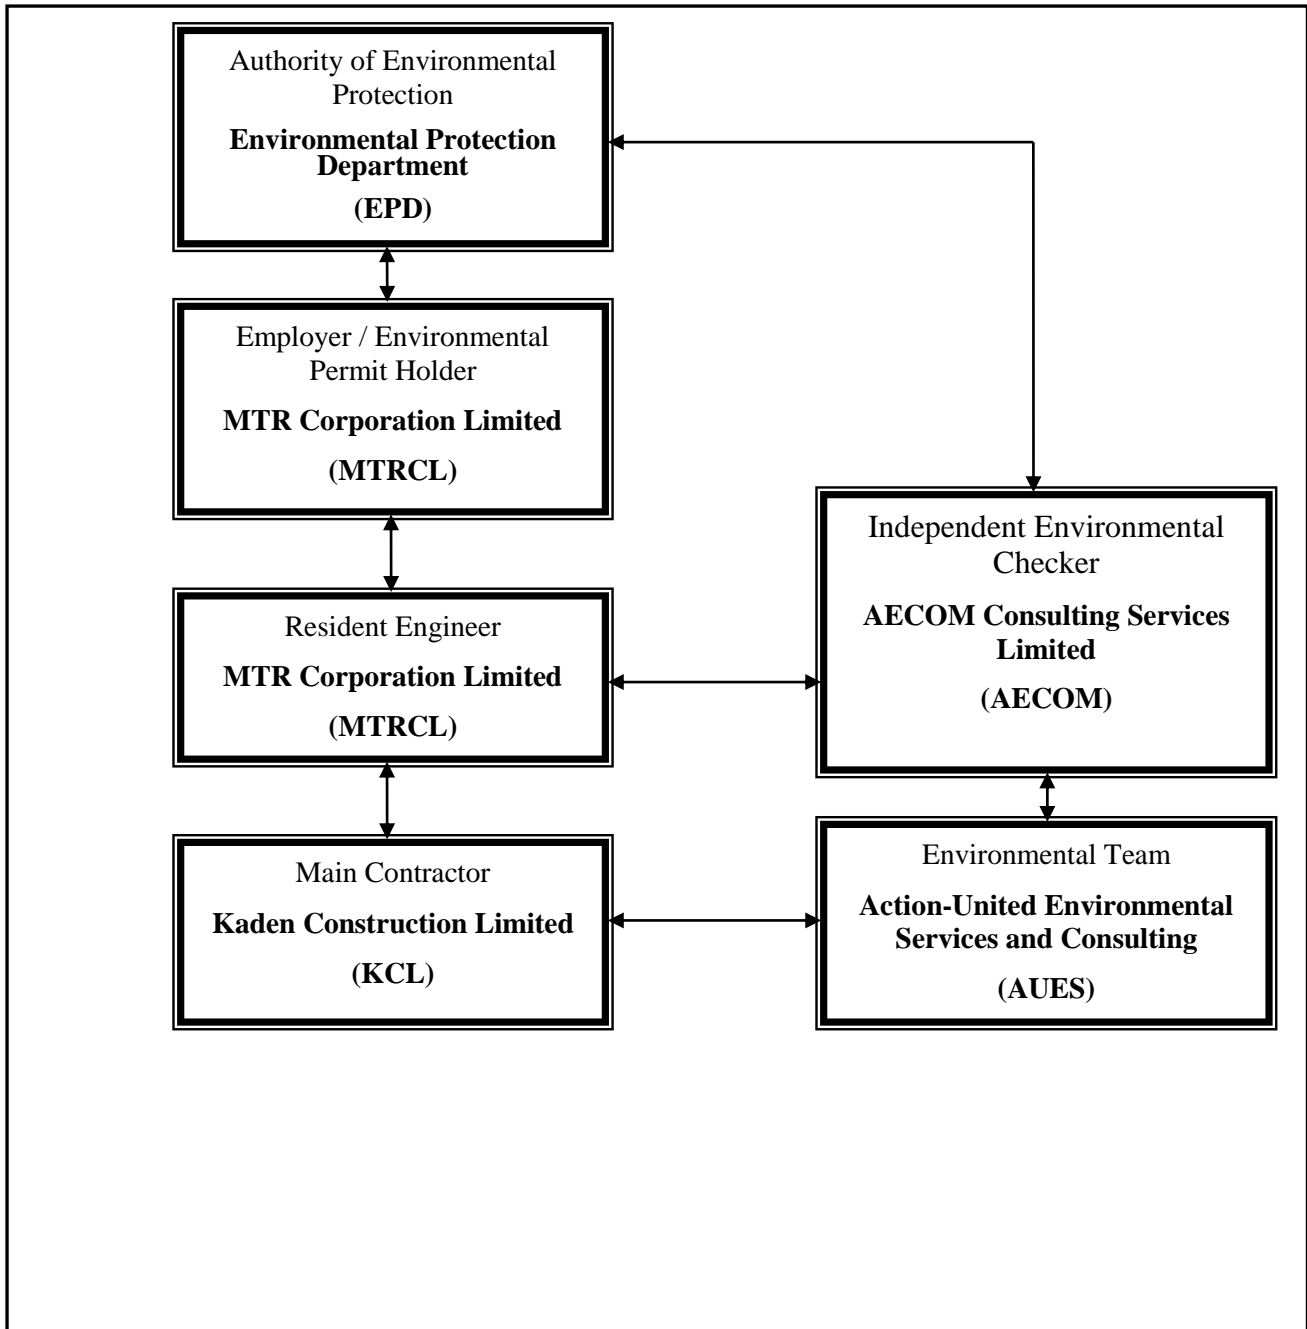 Authority of Environmental
Protection
Environmental Protection
Department
(EPD)
Employer / Environmental
Permit Holder
MTR Corporation Limited
(MTRCL)
Resident Engineer
MTR Corporation Limited
(MTRCL)
Main Contractor
Kaden Construction Limited
(KCL)
Independent Environmental
Checker
AECOM Consulting Services
Limited
(AECOM)
Environmental Team
Action-United Environmental
Services and Consulting
(AUES)